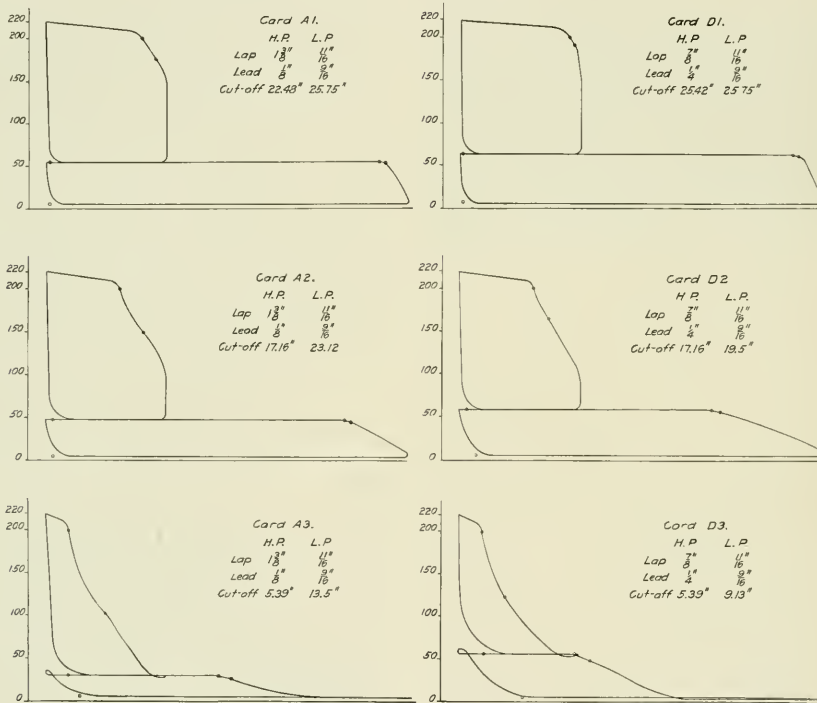 220
200
150
100
50
0
Card A1.
H.P. L.P.
Lap 1 3/8" 11/16"
Lead 1/8" 9/16"
Cut-off 22.48" 25.75"
220
200
150
100
50
0
Card D1.
H.P. L.P.
Lap 7/8" 11/16"
Lead 1/4" 9/16"
Cut-off 25.42" 25.75"
220
200
150
100
50
0
Card A2.
H.P. L.P.
Lap 1 3/8" 11/16"
Lead 1/8" 9/16"
Cut-off 17.16" 23.12
220
200
150
100
50
0
Card D2
H.P. L.P.
Lap 7/8" 11/16"
Lead 1/4" 9/16"
Cut-off 17.16" 19.5"
220
200
150
100
50
0
Card A3.
H.P. L.P.
Lap 1 3/8" 11/16"
Lead 1/8" 9/16"
Cut-off 5.39" 13.5"
220
200
150
100
50
0
Card D3.
H.P. L.P.
Lap 7/8" 11/16"
Lead 1/4" 9/16"
Cut-off 5.39" 9.13"